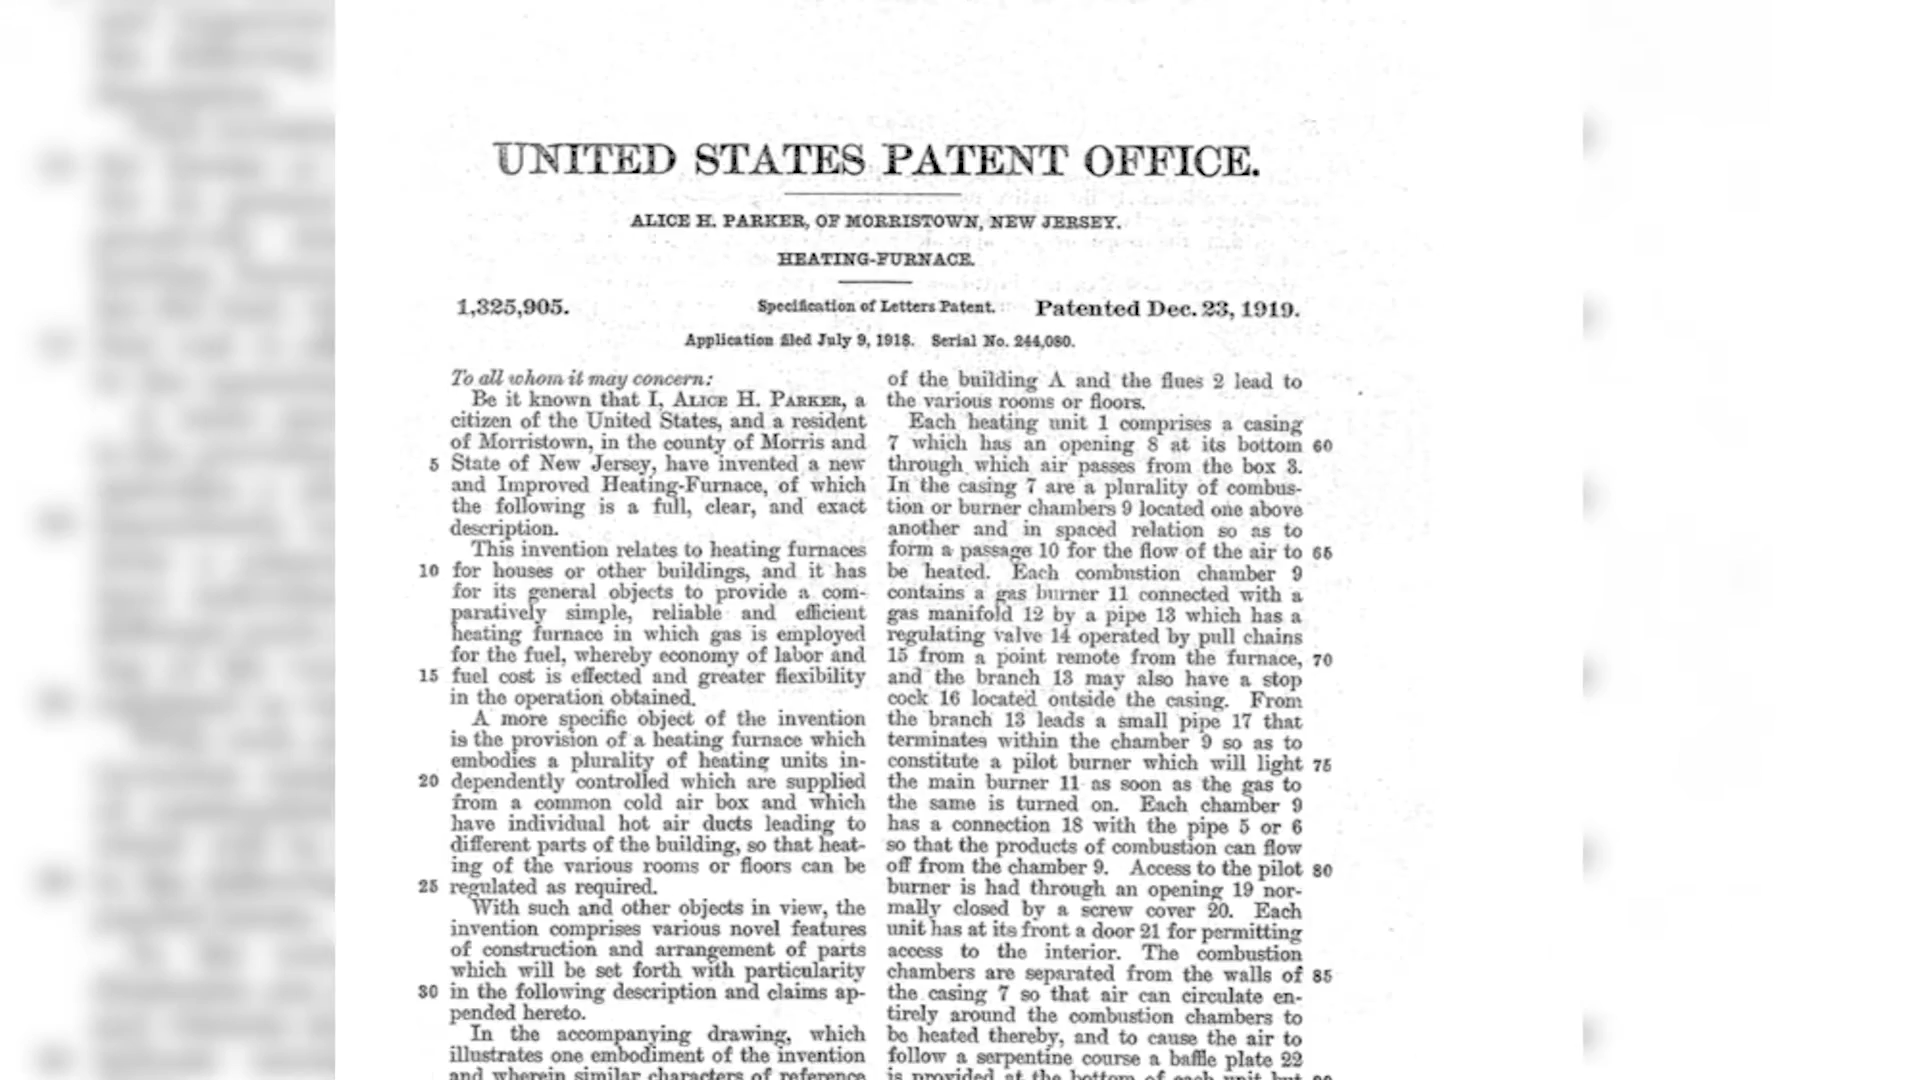 UNITED STATES PATENT OFFICE.
ALICE H. PARKER, OF MORRISTOWN, NEW JERSEY.
HEATING-FURNACE.
1,325,905. Specification of Letters Patent. Patented Dec. 23, 1919.
Application filed July 9, 1918. Serial No. 244,080.
To all whom it may concern:
Be it known that I, ALICE H. PARKER, a
citizen of the United States, and a resident
of Morristown, in the county of Morris and
5 State of New Jersey, have invented a new
and Improved Heating-Furnace, of which
the following is a full, clear, and exact
description.
This invention relates to heating furnaces
10 for houses or other buildings, and it has
for its general objects to provide a com-
paratively simple, reliable and efficient
heating furnace in which gas is employed
for the fuel, whereby economy of labor and
15 fuel cost is effected and greater flexibility
in the operation obtained.
A more specific object of the invention
is the provision of a heating furnace which
embodies a plurality of heating units in-
20 dependently controlled which are supplied
from a common cold air box and which
have individual hot air ducts leading to
different parts of the building, so that heat-
ing of the various rooms or floors can be
25 regulated as required.
With such and other objects in view, the
invention comprises various novel features
of construction and arrangement of parts
which will be set forth with particularity
30 in the following description and claims ap-
pended hereto.
In the accompanying drawing, which
illustrates one embodiment of the invention
and wherein similar characters of reference
of the building A and the flues 2 lead to
the various rooms or floors.
Each heating unit 1 comprises a casing
7 which has an opening 8 at its bottom 60
through which air passes from the box 3.
In the casing 7 are a plurality of combus-
tion or burner chambers 9 located one above
another and in spaced relation so as to
form a passage 10 for the flow of the air to 65
be heated. Each combustion chamber 9
contains a gas burner 11 connected with a
gas manifold 12 by a pipe 13 which has a
regulating valve 14 operated by pull chains
15 from a point remote from the furnace, 70
and the branch 13 may also have a stop
cock 16 located outside the casing. From
the branch 13 leads a small pipe 17 that
terminates within the chamber 9 so as to
constitute a pilot burner which will light 75
the main burner 11 as soon as the gas to
the same is turned on. Each chamber 9
has a connection 18 with the pipe 5 or 6
so that the products of combustion can flow
off from the chamber 9. Access to the pilot 80
burner is had through an opening 19 nor-
mally closed by a screw cover 20. Each
unit has at its front a door 21 for permitting
access to the interior. The combustion
chambers are separated from the walls of 85
the casing 7 so that air can circulate en-
tirely around the combustion chambers to
be heated thereby, and to cause the air to
follow a serpentine course a baffle plate 22
is provided at the bottom of each unit but